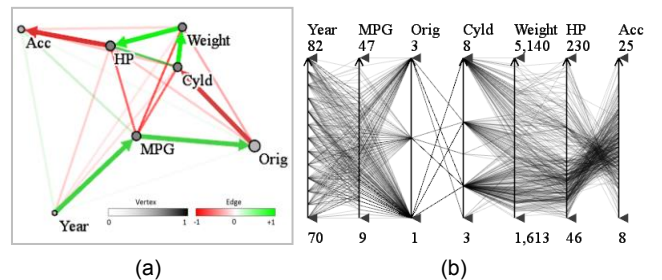 Acc
HP
Weight
Cyld
MPG
Orig
Year
Vertex
0 1
Edge
-1 0 +1
(a)
Year MPG Orig Cyld Weight HP Acc
82 47 3 8 5,140 230 25
70 9 1 3 1,613 46 8
(b)